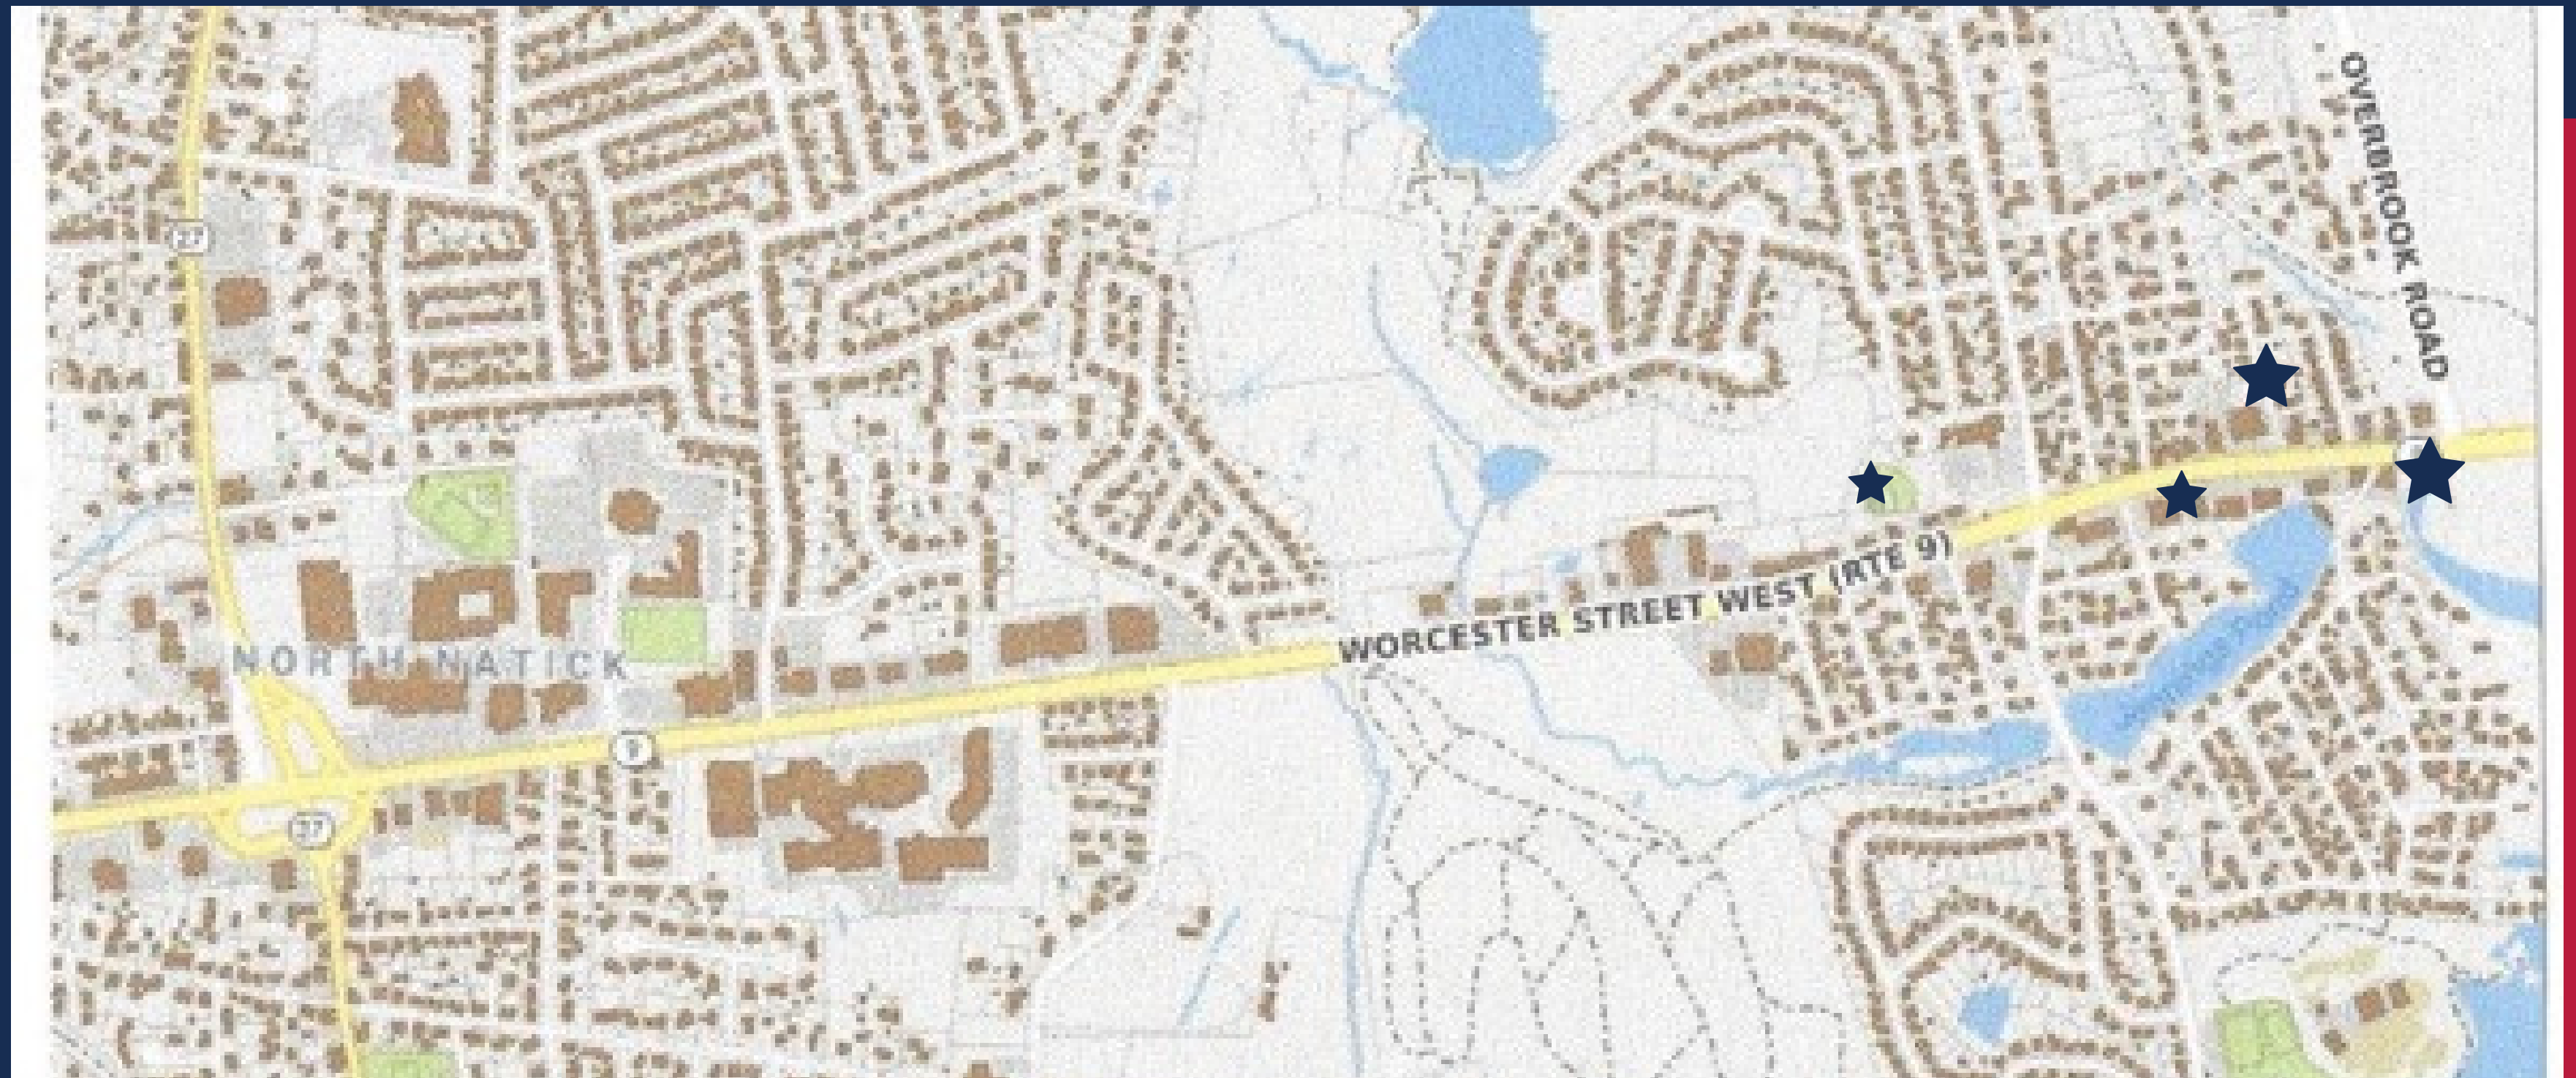 OVERBROOK ROAD
27
WORCESTER STREET WEST (RTE 9)
NORTH NATICK
9
27